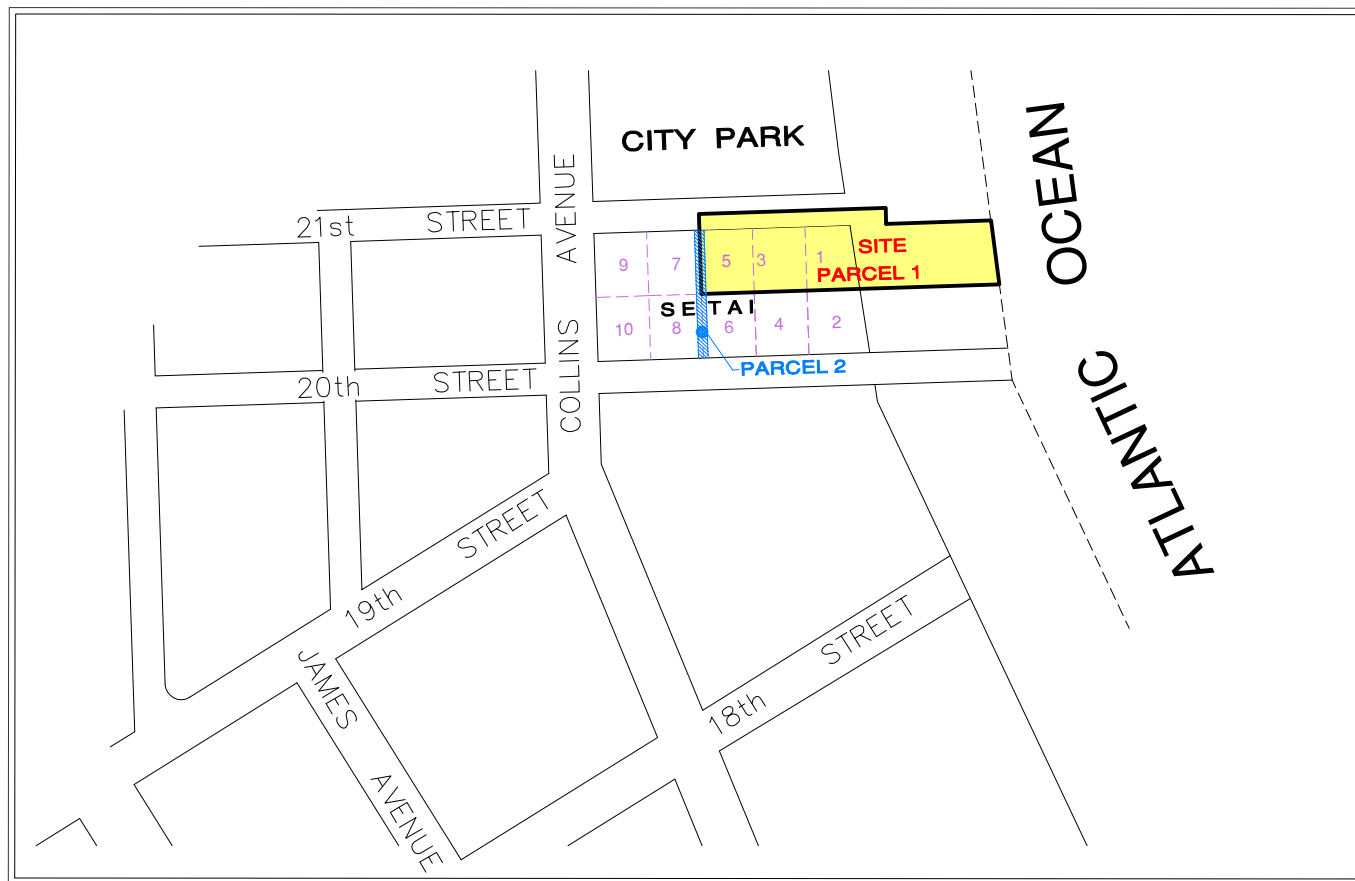 CITY PARK
OCEAN
ATLANTIC
21st STREET
COLLINS AVENUE
9 7 5 3 1
SITE
PARCEL 1
SETAI
10 8 6 4 2
PARCEL 2
20th STREET
19th STREET
18th STREET
JAMES AVENUE